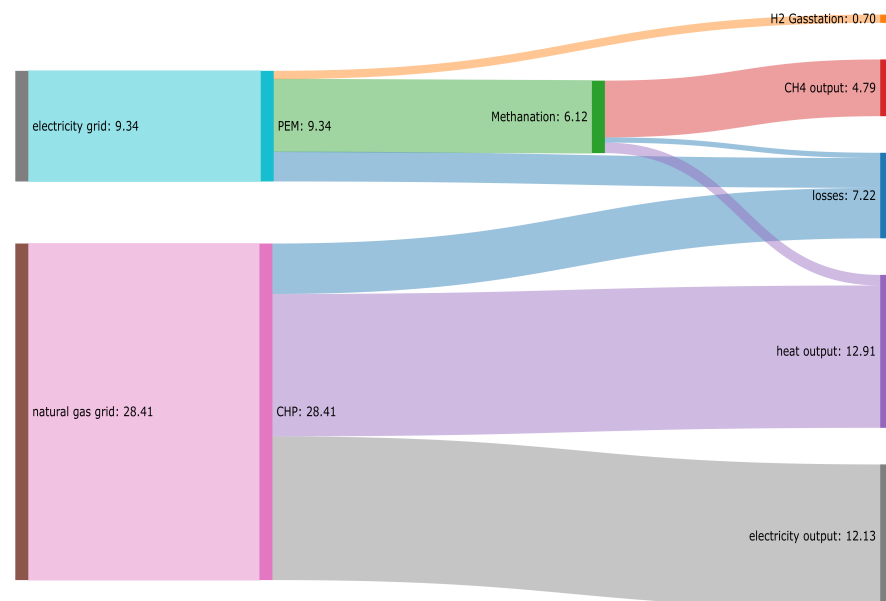 H2 Gasstation: 0.70
CH4 output: 4.79
Methanation: 6.12
electricity grid: 9.34
PEM: 9.34
losses: 7.22
heat output: 12.91
natural gas grid: 28.41
CHP: 28.41
electricity output: 12.13